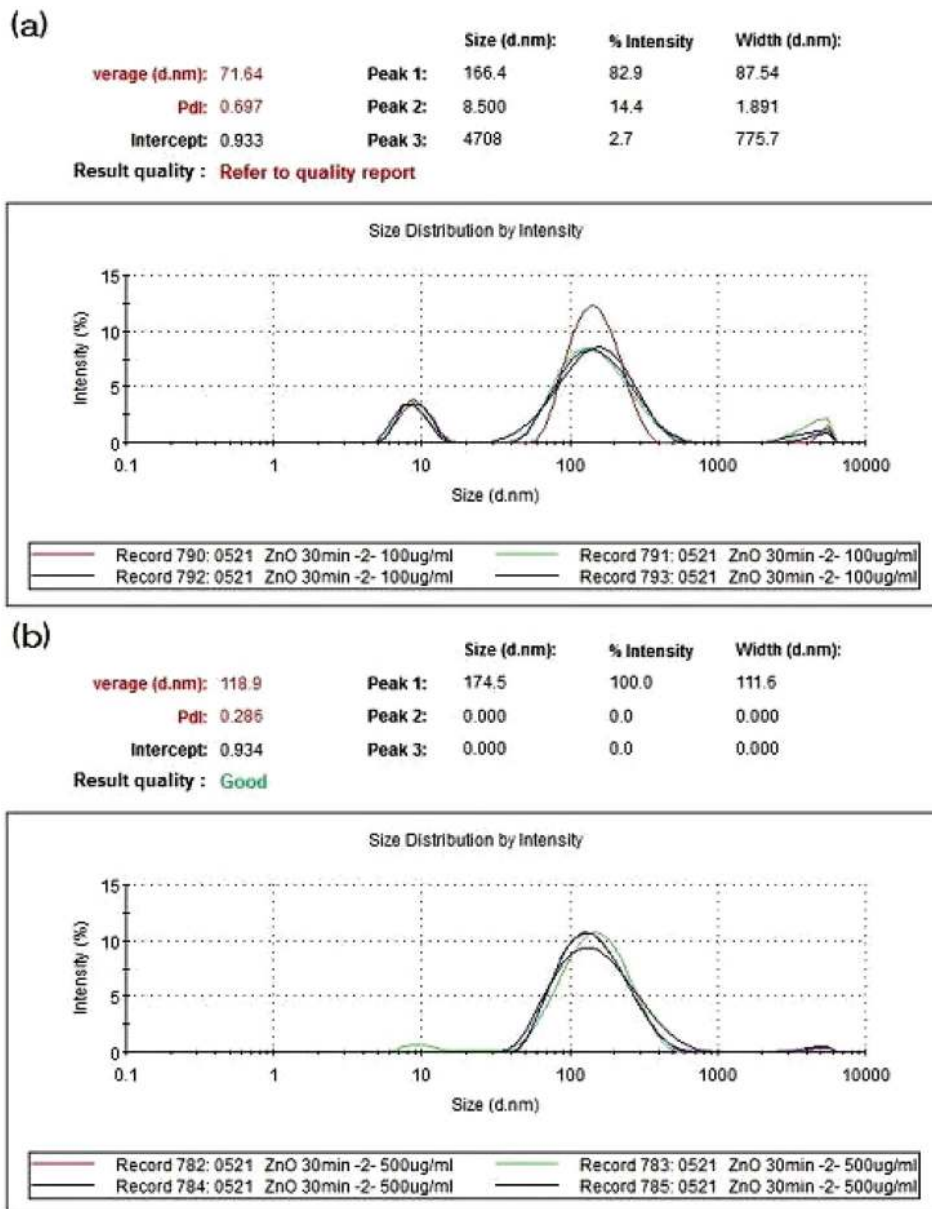 (a)
Size (d.nm): % Intensity Width (d.nm):
verage (d.nm): 71.64 Peak 1: 166.4 82.9 87.54
PdI: 0.697 Peak 2: 8.500 14.4 1.891
Intercept: 0.933 Peak 3: 4708 2.7 775.7
Result quality : Refer to quality report
Size Distribution by Intensity
Intensity (%)
15
10
5
0
0.1 1 10 100 1000 10000
Size (d.nm)
Record 790: 0521 ZnO 30min -2- 100ug/ml Record 791: 0521 ZnO 30min -2- 100ug/ml
Record 792: 0521 ZnO 30min -2- 100ug/ml Record 793: 0521 ZnO 30min -2- 100ug/ml
(b)
Size (d.nm): % Intensity Width (d.nm):
verage (d.nm): 118.9 Peak 1: 174.5 100.0 111.6
PdI: 0.286 Peak 2: 0.000 0.0 0.000
Intercept: 0.934 Peak 3: 0.000 0.0 0.000
Result quality : Good
Size Distribution by Intensity
Intensity (%)
15
10
5
0
0.1 1 10 100 1000 10000
Size (d.nm)
Record 782: 0521 ZnO 30min -2- 500ug/ml Record 783: 0521 ZnO 30min -2- 500ug/ml
Record 784: 0521 ZnO 30min -2- 500ug/ml Record 785: 0521 ZnO 30min -2- 500ug/ml